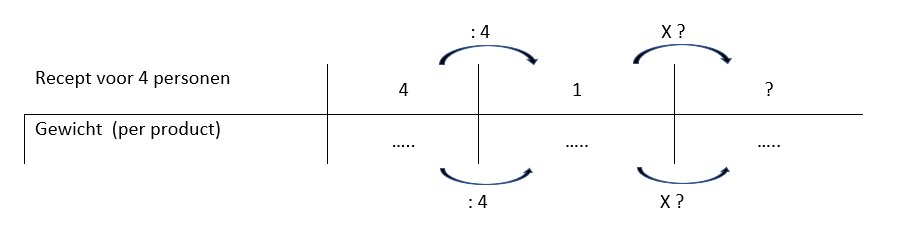 : 4 X ?
Recept voor 4 personen
4 1 ?
Gewicht (per product)
..... ..... .....
: 4 X ?